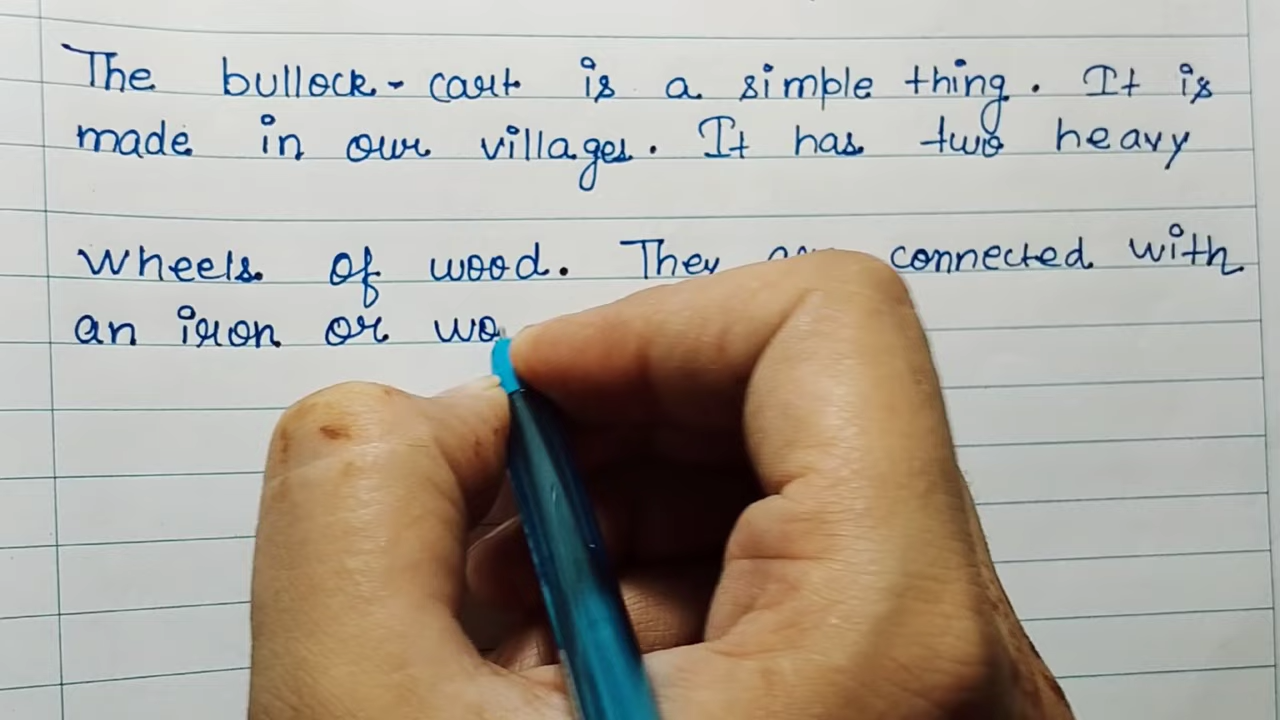 The bullock-cart is a simple thing. It is
made in our villages. It has two heavy
wheels of wood. They connected with
an iron or wo